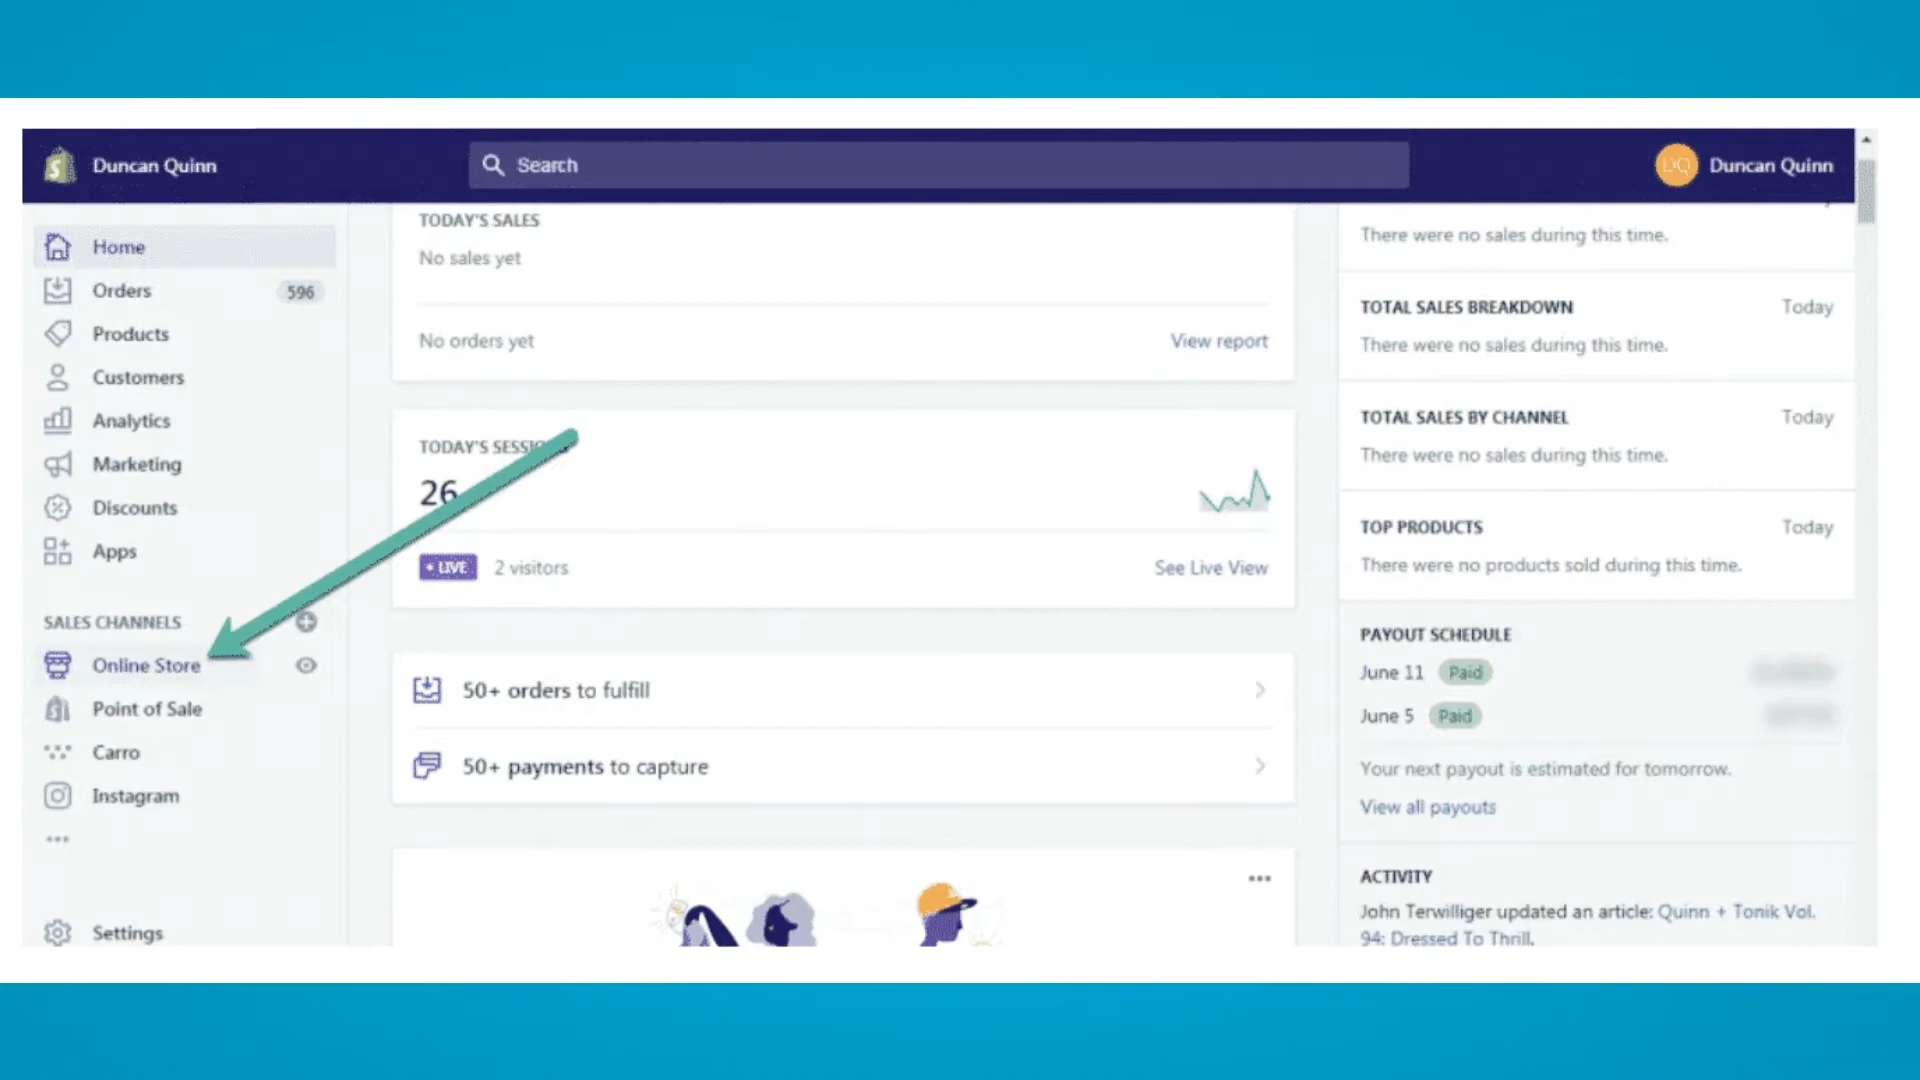 Duncan Quinn
Search
DQ
Duncan Quinn
Home
Orders
596
Products
Customers
Analytics
Marketing
Discounts
Apps
SALES CHANNELS
Online Store
Point of Sale
Carro
Instagram
Settings
TODAY'S SALES
No sales yet
No orders yet
View report
TODAY'S
26
• LIVE
2 visitors
See Live View
50+ orders to fulfill
50+ payments to capture
There were no sales during this time.
TOTAL SALES BREAKDOWN
Today
There were no sales during this time.
TOTAL SALES BY CHANNEL
Today
There were no sales during this time.
TOP PRODUCTS
Today
There were no products sold during this time.
PAYOUT SCHEDULE
June 11 Paid
June 5 Paid
Your next payout is estimated for tomorrow.
View all payouts
ACTIVITY
John Terwilliger updated an article: Quinn + Tonik Vol.
94: Dressed To Thrill.